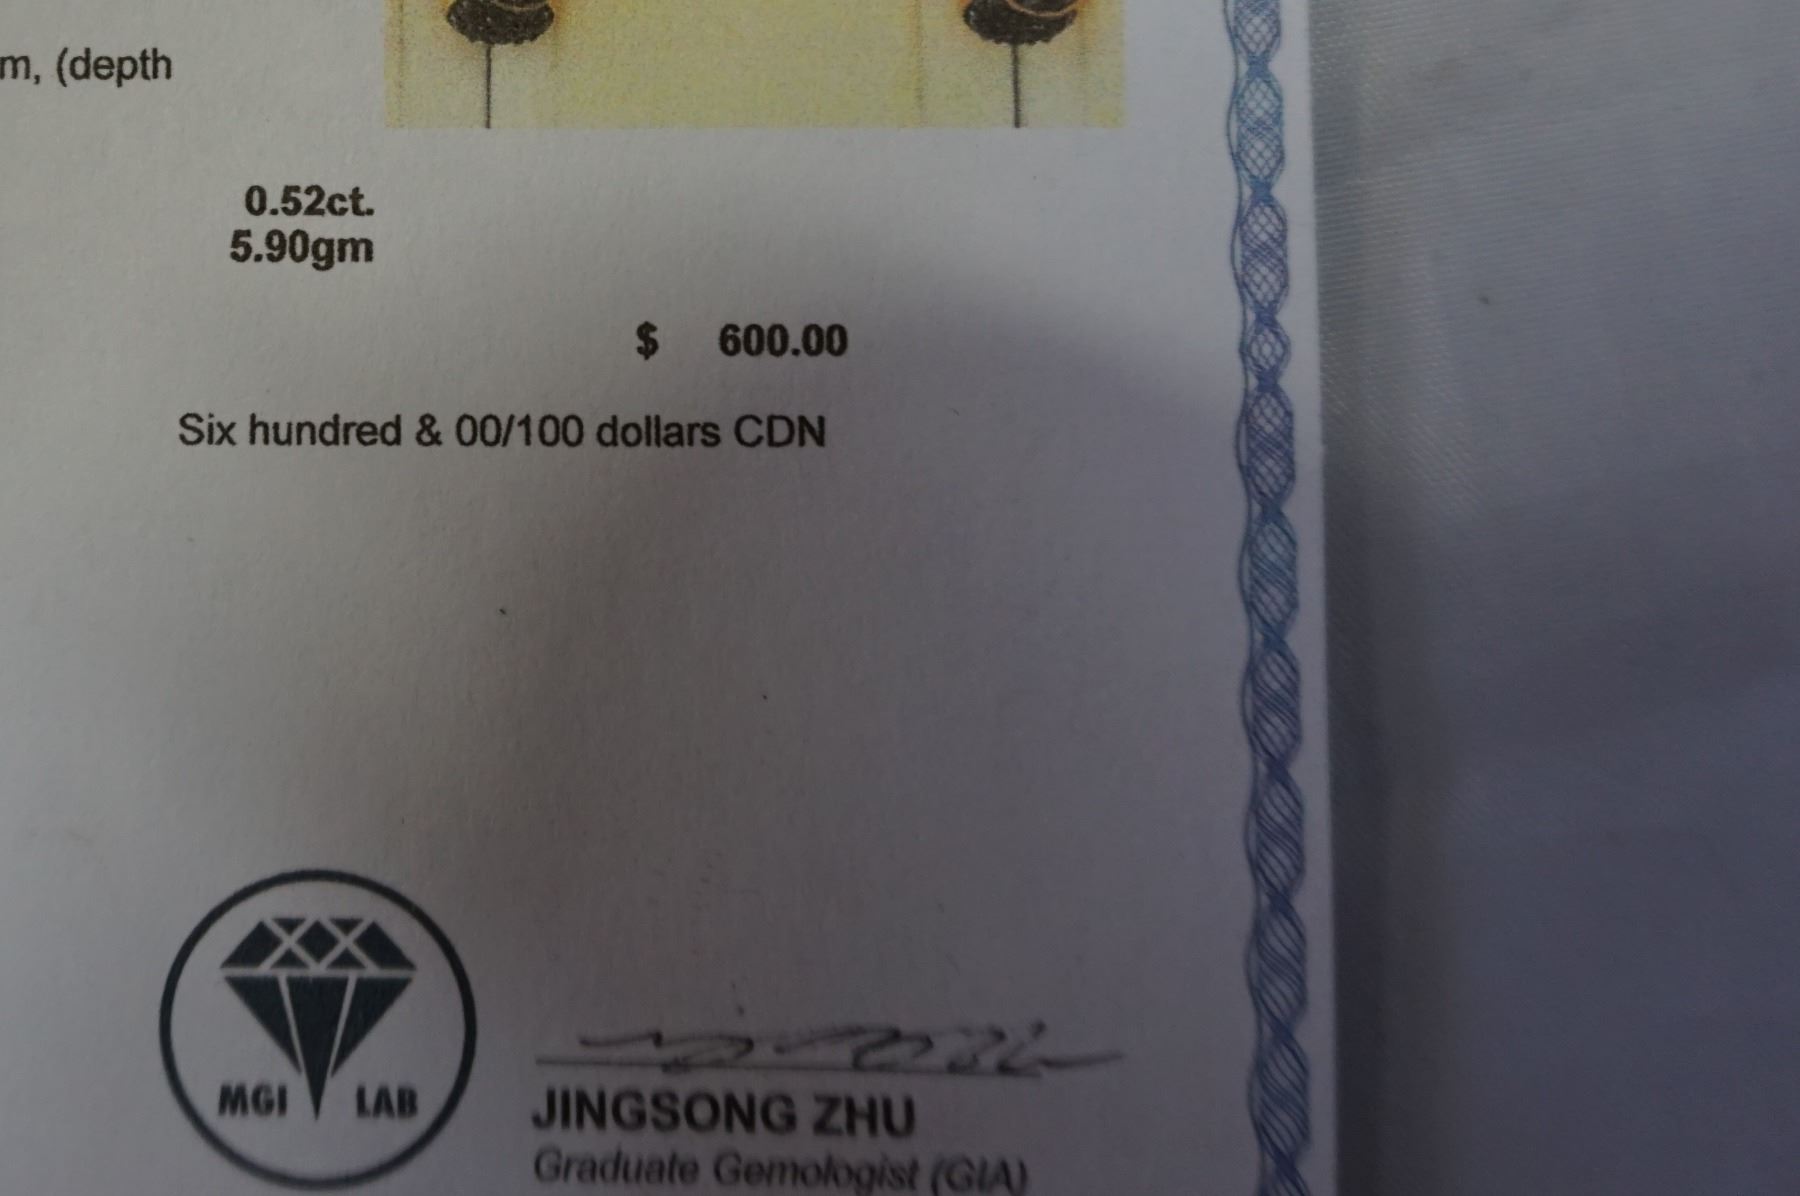 m, (depth
0.52ct.
5.90gm
$ 600.00
Six hundred & 00/100 dollars CDN
MGI LAB
JINGSONG ZHU
Graduate Gemologist (GIA)